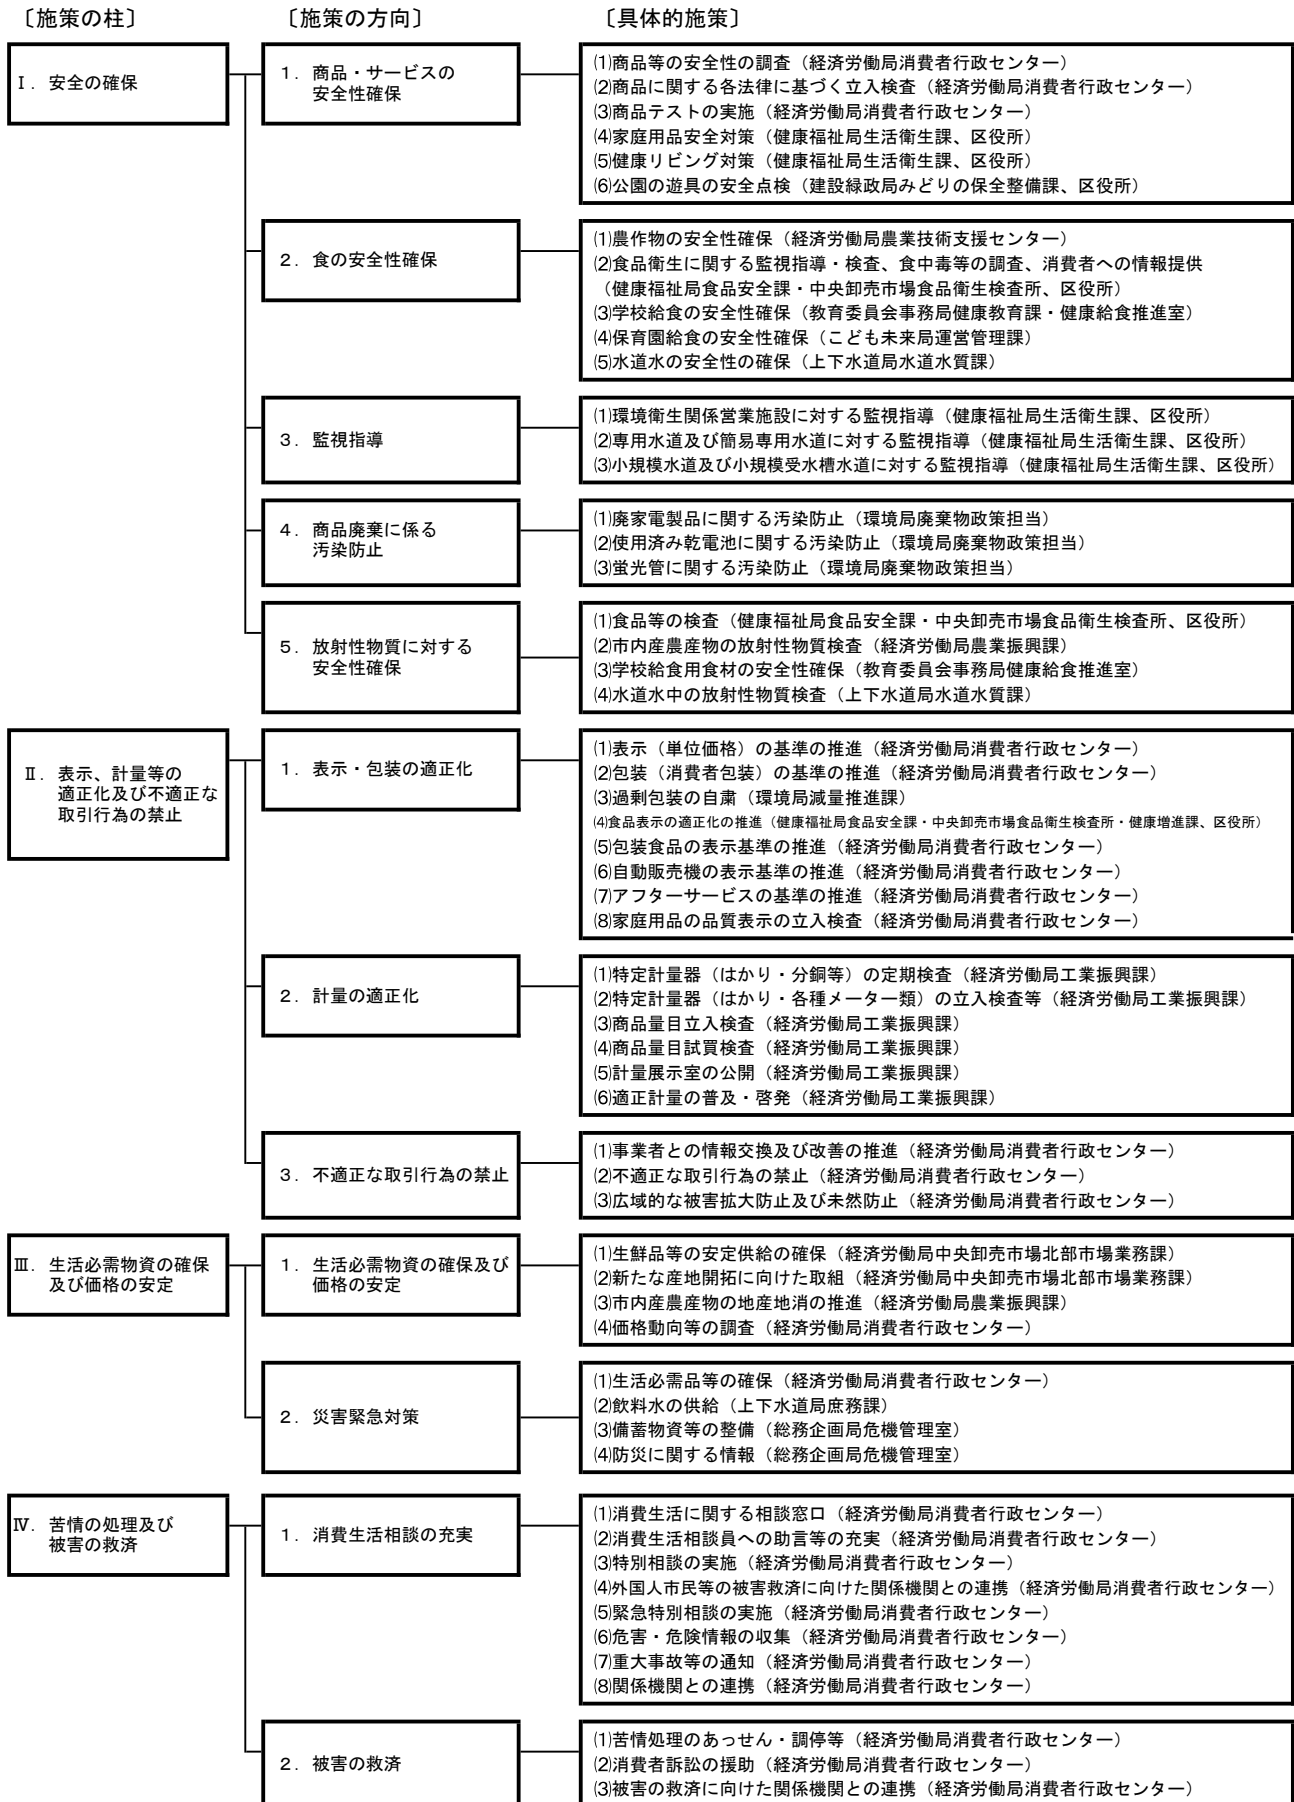 〔施策の柱〕
〔施策の方向〕
〔具体的施策〕
Ⅰ．安全の確保
１．商品・サービスの
安全性確保
⑴商品等の安全性の調査（経済労働局消費者行政センター）
⑵商品に関する各法律に基づく立入検査（経済労働局消費者行政センター）
⑶商品テストの実施（経済労働局消費者行政センター）
⑷家庭用品安全対策（健康福祉局生活衛生課、区役所）
⑸健康リビング対策（健康福祉局生活衛生課、区役所）
⑹公園の遊具の安全点検（建設緑政局みどりの保全整備課、区役所）
２．食の安全性確保
⑴農作物の安全性確保（経済労働局農業技術支援センター）
⑵食品衛生に関する監視指導・検査、食中毒等の調査、消費者への情報提供
（健康福祉局食品安全課・中央卸売市場食品衛生検査所、区役所）
⑶学校給食の安全性確保（教育委員会事務局健康教育課・健康給食推進室）
⑷保育園給食の安全性確保（こども未来局運営管理課）
⑸水道水の安全性の確保（上下水道局水道水質課）
３．監視指導
⑴環境衛生関係営業施設に対する監視指導（健康福祉局生活衛生課、区役所）
⑵専用水道及び簡易専用水道に対する監視指導（健康福祉局生活衛生課、区役所）
⑶小規模水道及び小規模受水槽水道に対する監視指導（健康福祉局生活衛生課、区役所）
４．商品廃棄に係る
汚染防止
⑴廃家電製品に関する汚染防止（環境局廃棄物政策担当）
⑵使用済み乾電池に関する汚染防止（環境局廃棄物政策担当）
⑶蛍光管に関する汚染防止（環境局廃棄物政策担当）
５．放射性物質に対する
安全性確保
⑴食品等の検査（健康福祉局食品安全課・中央卸売市場食品衛生検査所、区役所）
⑵市内産農産物の放射性物質検査（経済労働局農業振興課）
⑶学校給食用食材の安全性確保（教育委員会事務局健康給食推進室）
⑷水道水中の放射性物質検査（上下水道局水道水質課）
Ⅱ．表示、計量等の
適正化及び不適正な
取引行為の禁止
１．表示・包装の適正化
⑴表示（単位価格）の基準の推進（経済労働局消費者行政センター）
⑵包装（消費者包装）の基準の推進（経済労働局消費者行政センター）
⑶過剰包装の自粛（環境局減量推進課）
⑷食品表示の適正化の推進（健康福祉局食品安全課・中央卸売市場食品衛生検査所・健康増進課、区役所）
⑸包装食品の表示基準の推進（経済労働局消費者行政センター）
⑹自動販売機の表示基準の推進（経済労働局消費者行政センター）
⑺アフターサービスの基準の推進（経済労働局消費者行政センター）
⑻家庭用品の品質表示の立入検査（経済労働局消費者行政センター）
２．計量の適正化
⑴特定計量器（はかり・分銅等）の定期検査（経済労働局工業振興課）
⑵特定計量器（はかり・各種メーター類）の立入検査等（経済労働局工業振興課）
⑶商品量目立入検査（経済労働局工業振興課）
⑷商品量目試買検査（経済労働局工業振興課）
⑸計量展示室の公開（経済労働局工業振興課）
⑹適正計量の普及・啓発（経済労働局工業振興課）
３．不適正な取引行為の禁止
⑴事業者との情報交換及び改善の推進（経済労働局消費者行政センター）
⑵不適正な取引行為の禁止（経済労働局消費者行政センター）
⑶広域的な被害拡大防止及び未然防止（経済労働局消費者行政センター）
Ⅲ．生活必需物資の確保
及び価格の安定
１．生活必需物資の確保及び
価格の安定
⑴生鮮品等の安定供給の確保（経済労働局中央卸売市場北部市場業務課）
⑵新たな産地開拓に向けた取組（経済労働局中央卸売市場北部市場業務課）
⑶市内産農産物の地産地消の推進（経済労働局農業振興課）
⑷価格動向等の調査（経済労働局消費者行政センター）
２．災害緊急対策
⑴生活必需品等の確保（経済労働局消費者行政センター）
⑵飲料水の供給（上下水道局庶務課）
⑶備蓄物資等の整備（総務企画局危機管理室）
⑷防災に関する情報（総務企画局危機管理室）
Ⅳ．苦情の処理及び
被害の救済
１．消費生活相談の充実
⑴消費生活に関する相談窓口（経済労働局消費者行政センター）
⑵消費生活相談員への助言等の充実（経済労働局消費者行政センター）
⑶特別相談の実施（経済労働局消費者行政センター）
⑷外国人市民等の被害救済に向けた関係機関との連携（経済労働局消費者行政センター）
⑸緊急特別相談の実施（経済労働局消費者行政センター）
⑹危害・危険情報の収集（経済労働局消費者行政センター）
⑺重大事故等の通知（経済労働局消費者行政センター）
⑻関係機関との連携（経済労働局消費者行政センター）
２．被害の救済
⑴苦情処理のあっせん・調停等（経済労働局消費者行政センター）
⑵消費者訴訟の援助（経済労働局消費者行政センター）
⑶被害の救済に向けた関係機関との連携（経済労働局消費者行政センター）